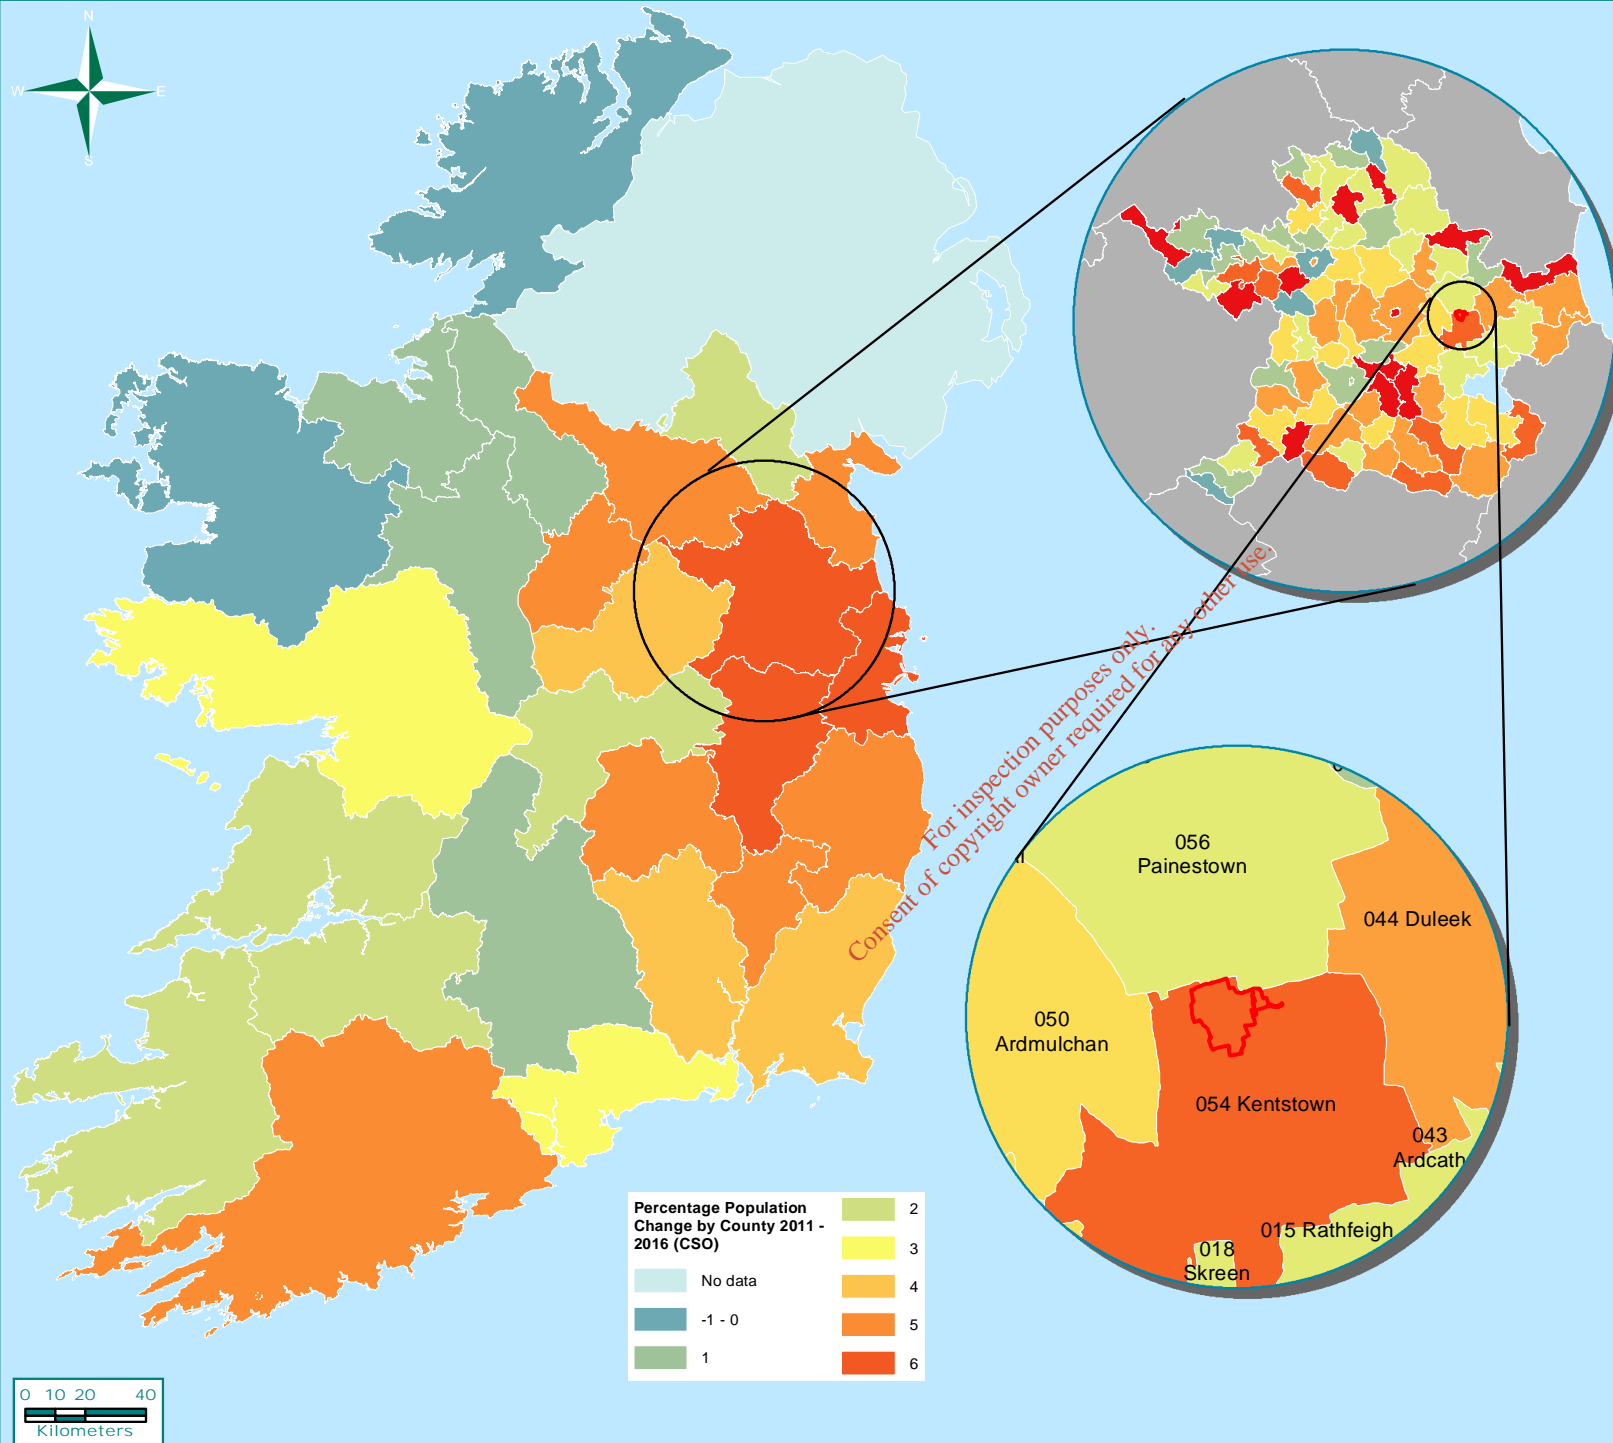 N
W
E
S
For inspection purposes only.
Consent of copyright owner required for any other use.
056
Painestown
044 Duleek
050
Ardmulchan
054 Kentstown
043
Ardcath
015 Rathfeigh
018
Skreen
Percentage Population
Change by County 2011 -
2016 (CSO)
No data
-1 - 0
1
2
3
4
5
6
0 10 20 40
Kilometers